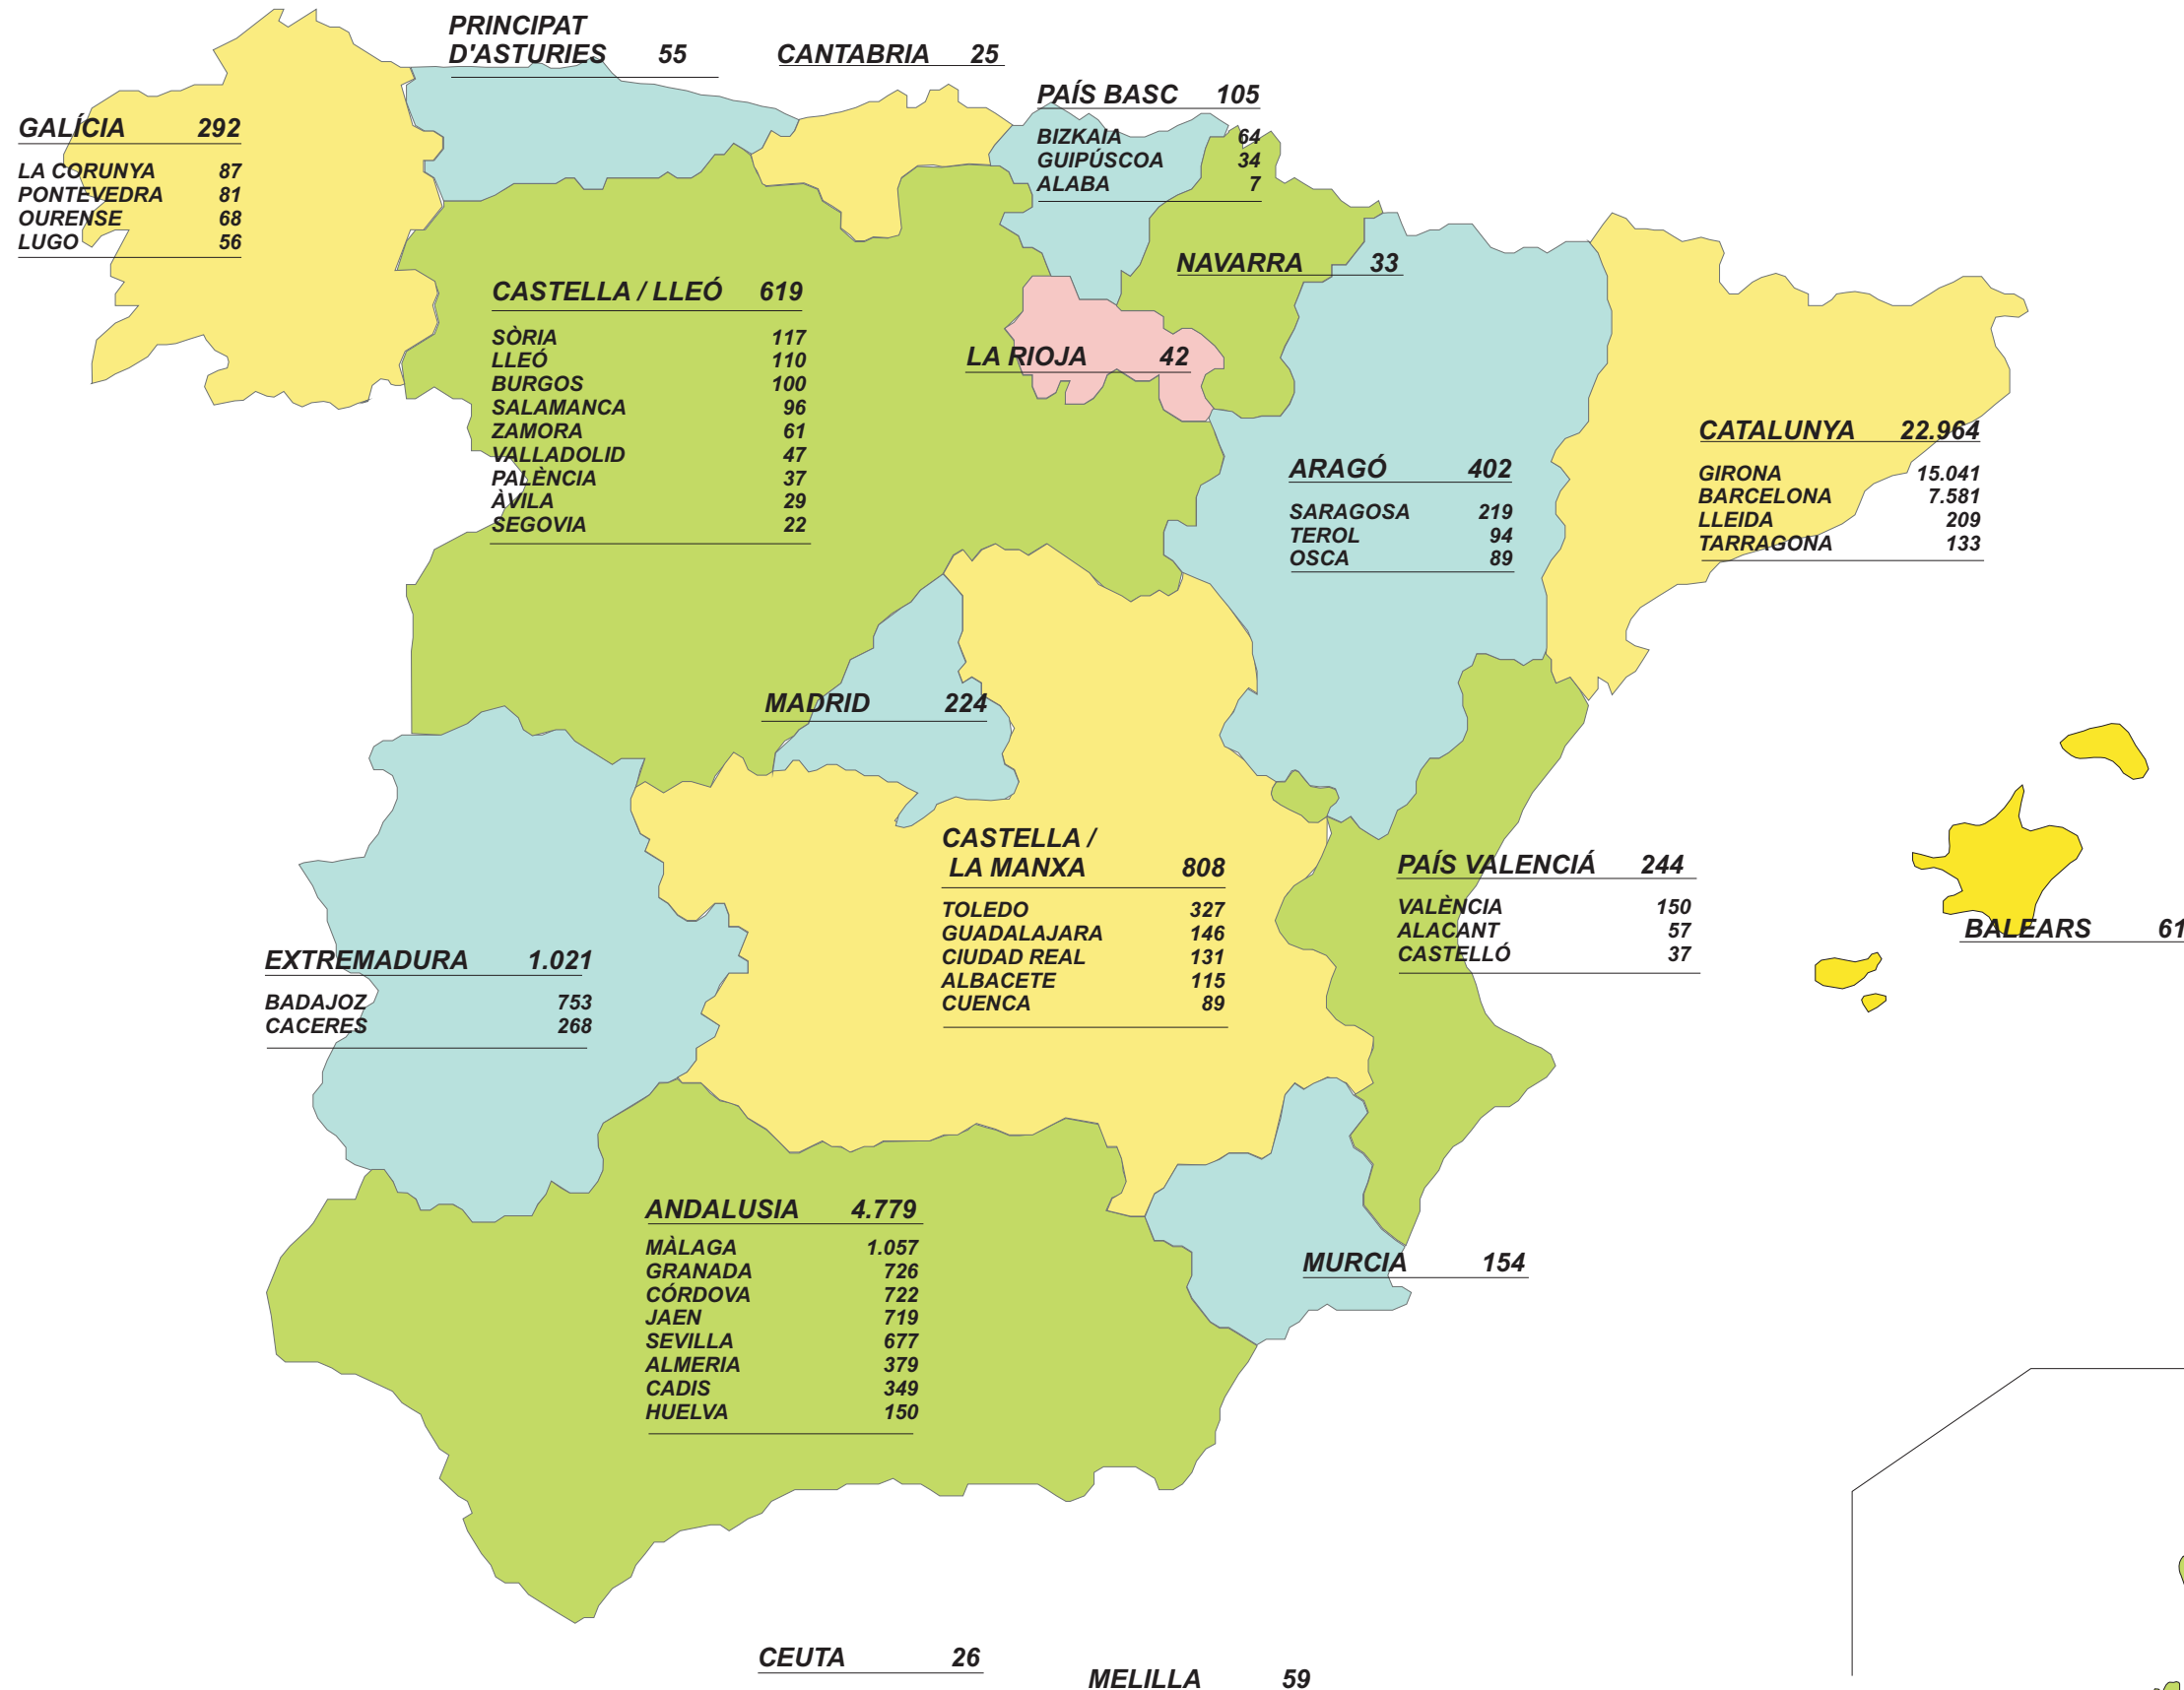 PRINCIPAT
D'ASTURIES 55
CANTABRIA 25
PAÍS BASC 105
BIZKAIA 64
GUIPÚSCOA 34
ALABA 7
GALÍCIA 292
LA CORUNYA 87
PONTEVEDRA 81
OURENSE 68
LUGO 56
NAVARRA 33
CASTELLA / LLEÓ 619
SÒRIA 117
LLEÓ 110
BURGOS 100
SALAMANCA 96
ZAMORA 61
VALLADOLID 47
PALÈNCIA 37
ÀVILA 29
SEGOVIA 22
LA RIOJA 42
ARAGÓ 402
SARAGOSA 219
TEROL 94
OSCA 89
CATALUNYA 22.964
GIRONA 15.041
BARCELONA 7.581
LLEIDA 209
TARRAGONA 133
MADRID 224
CASTELLA /
LA MANXA 808
TOLEDO 327
GUADALAJARA 146
CIUDAD REAL 131
ALBACETE 115
CUENCA 89
PAÍS VALENCIÁ 244
VALÈNCIA 150
ALACANT 57
CASTELLÓ 37
BALEARS 61
EXTREMADURA 1.021
BADAJOZ 753
CACERES 268
ANDALUSIA 4.779
MÀLAGA 1.057
GRANADA 726
CÓRDOVA 722
JAEN 719
SEVILLA 677
ALMERIA 379
CADIS 349
HUELVA 150
MURCIA 154
CEUTA 26
MELILLA 59